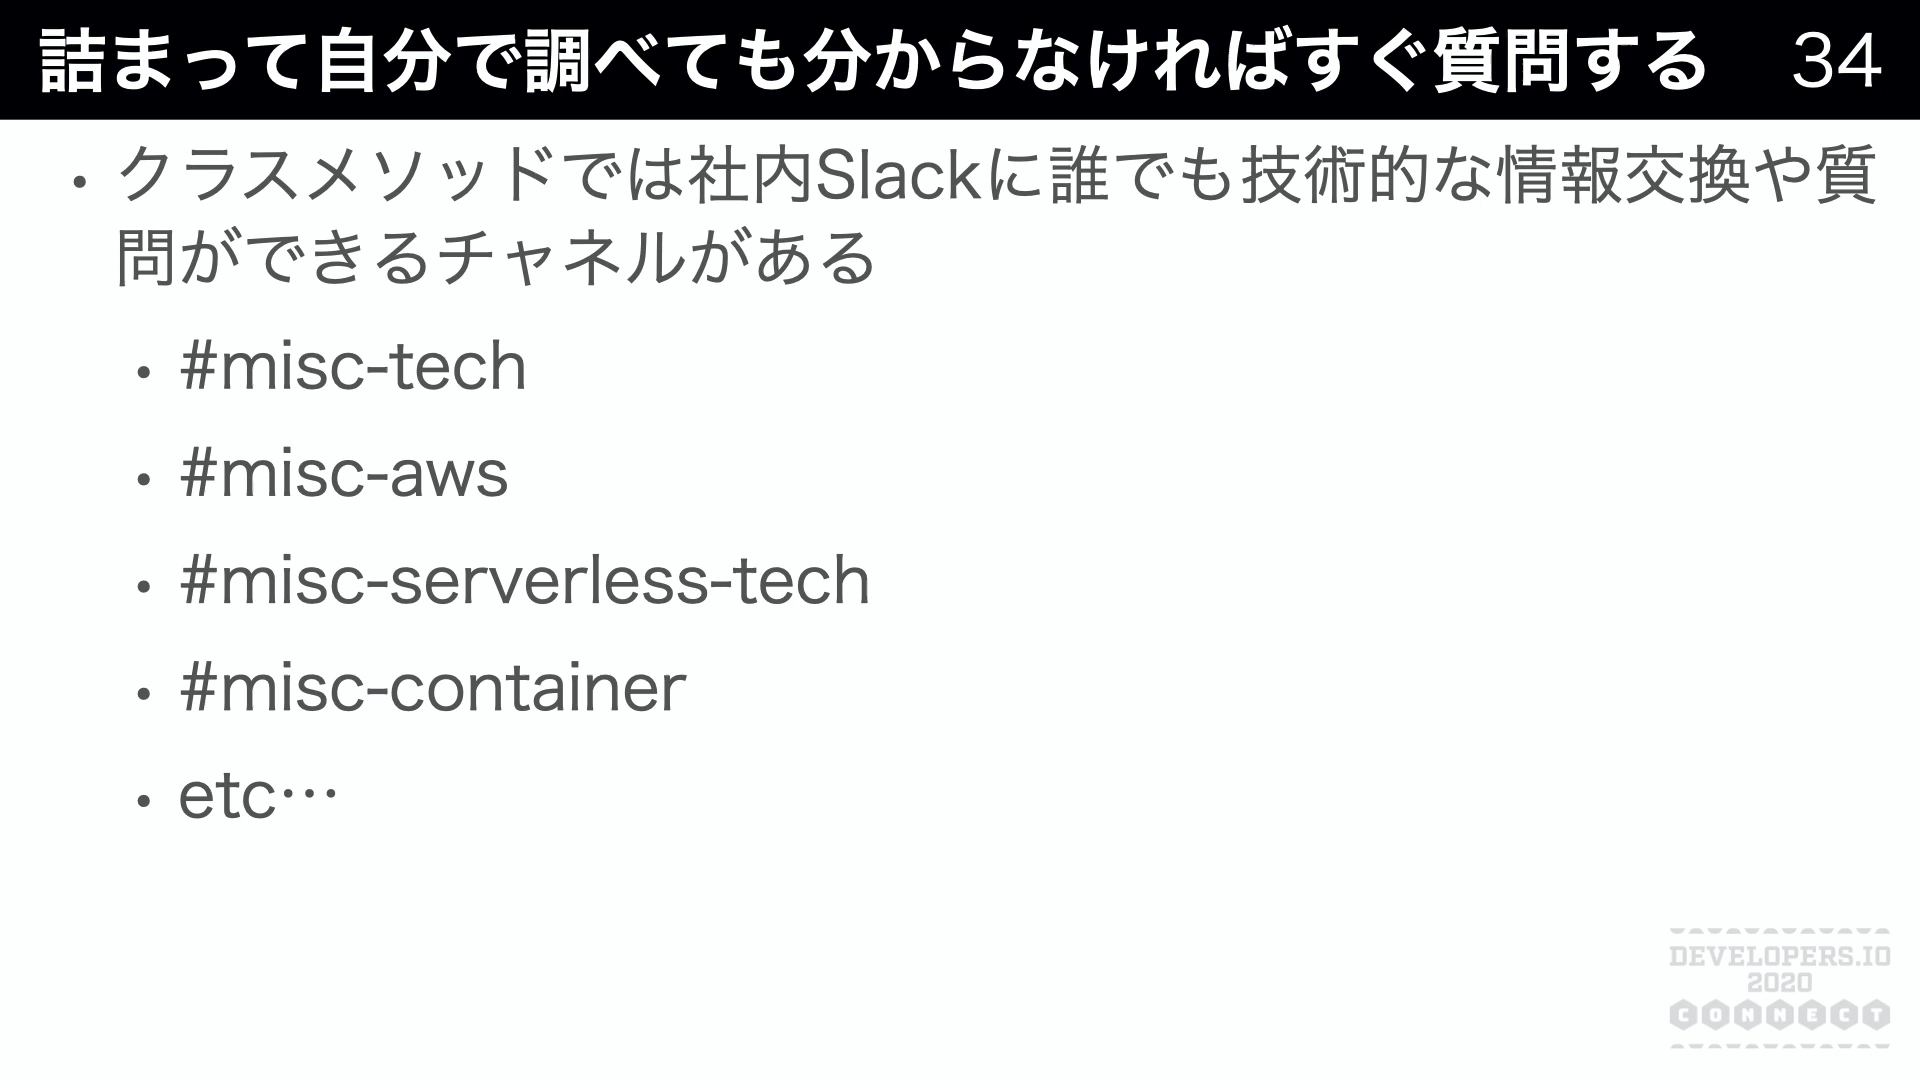 詰まって自分で調べても分からなければすぐ質問する 34
・クラスメソッドでは社内Slackに誰でも技術的な情報交換や質
問ができるチャネルがある
・#misc-tech
・#misc-aws
・#misc-serverless-tech
・#misc-container
・etc…
DEVELOPERS.IO
2020
CONNECT